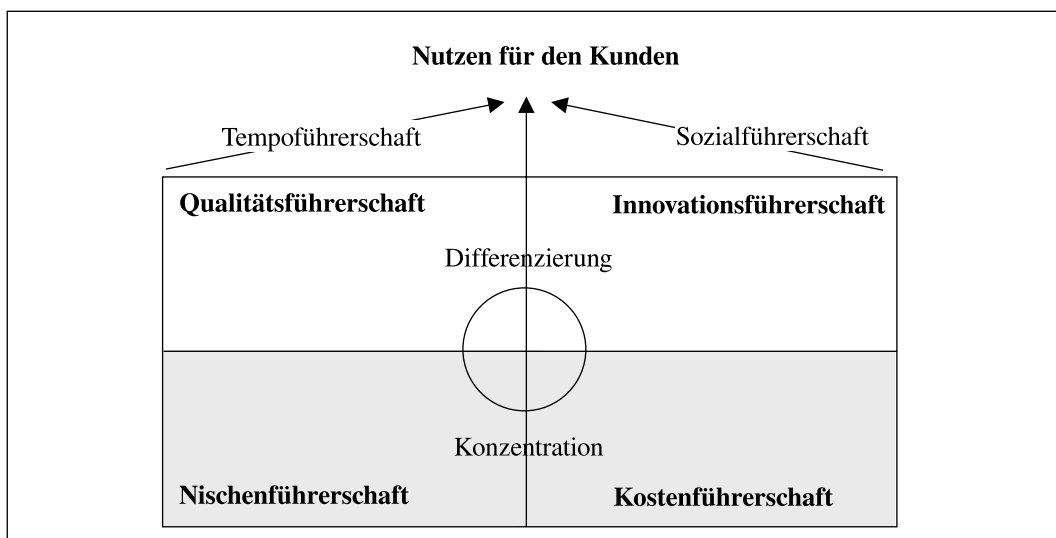 Nutzen für den Kunden
Tempoführerschaft
Sozialführerschaft
Qualitätsführerschaft
Innovationsführerschaft
Differenzierung
Konzentration
Nischenführerschaft
Kostenführerschaft